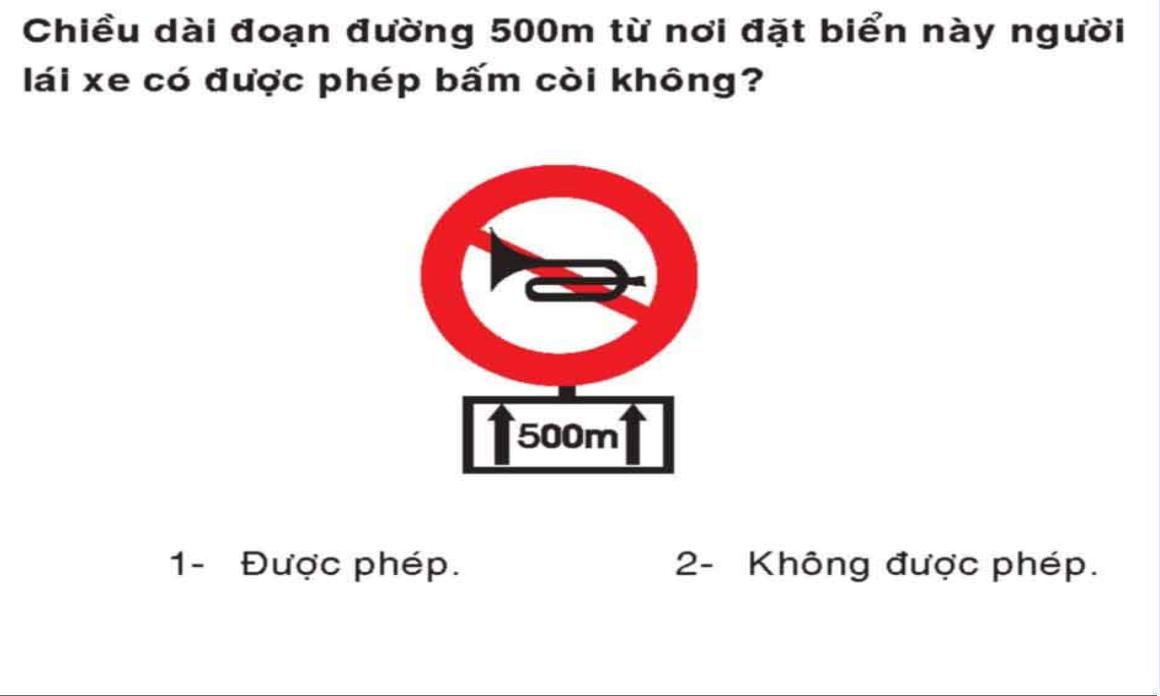 Chiều dài đoạn đường 500m từ nơi đặt biển này người
lái xe có được phép bấm còi không?
500m
1- Được phép.
2- Không được phép.